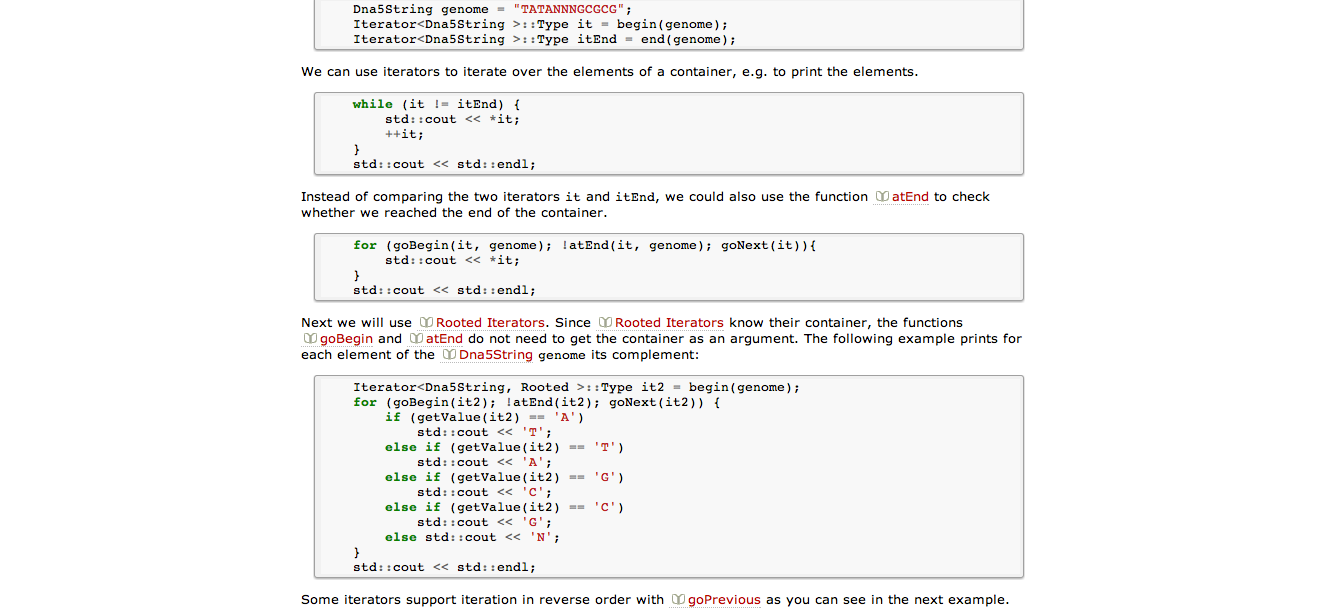 Dna5String genome = "TATANNNGCGCG";
Iterator<Dna5String >::Type it = begin(genome);
Iterator<Dna5String >::Type itEnd = end(genome);
We can use iterators to iterate over the elements of a container, e.g. to print the elements.
while (it != itEnd) {
    std::cout << *it;
    ++it;
}
std::cout << std::endl;
Instead of comparing the two iterators it and itEnd, we could also use the function atEnd to check
whether we reached the end of the container.
for (goBegin(it, genome); !atEnd(it, genome); goNext(it)){
    std::cout << *it;
}
std::cout << std::endl;
Next we will use Rooted Iterators. Since Rooted Iterators know their container, the functions
goBegin and atEnd do not need to get the container as an argument. The following example prints for
each element of the Dna5String genome its complement:
Iterator<Dna5String, Rooted >::Type it2 = begin(genome);
for (goBegin(it2); !atEnd(it2); goNext(it2)) {
    if (getValue(it2) == 'A')
        std::cout << 'T';
    else if (getValue(it2) == 'T')
        std::cout << 'A';
    else if (getValue(it2) == 'G')
        std::cout << 'C';
    else if (getValue(it2) == 'C')
        std::cout << 'G';
    else std::cout << 'N';
}
std::cout << std::endl;
Some iterators support iteration in reverse order with goPrevious as you can see in the next example.